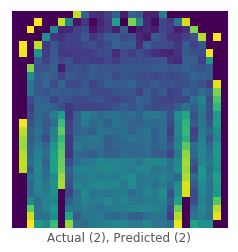 Actual (2), Predicted (2)